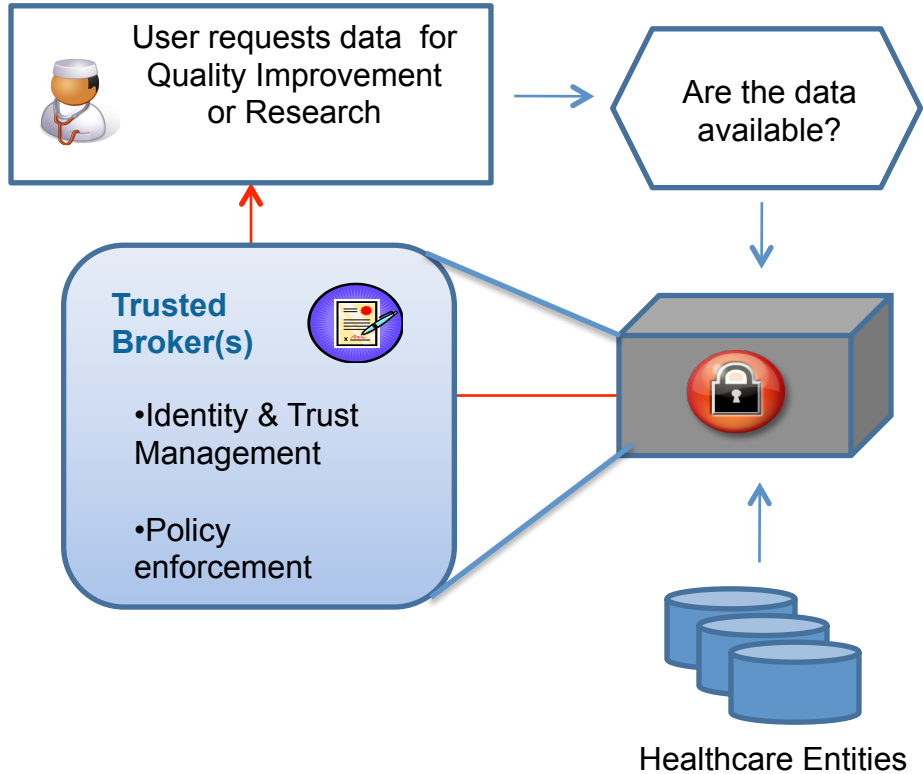 User requests data for
Quality Improvement
or Research
Are the data
available?
Trusted
Broker(s)
•Identity & Trust
Management
•Policy
enforcement
Healthcare Entities